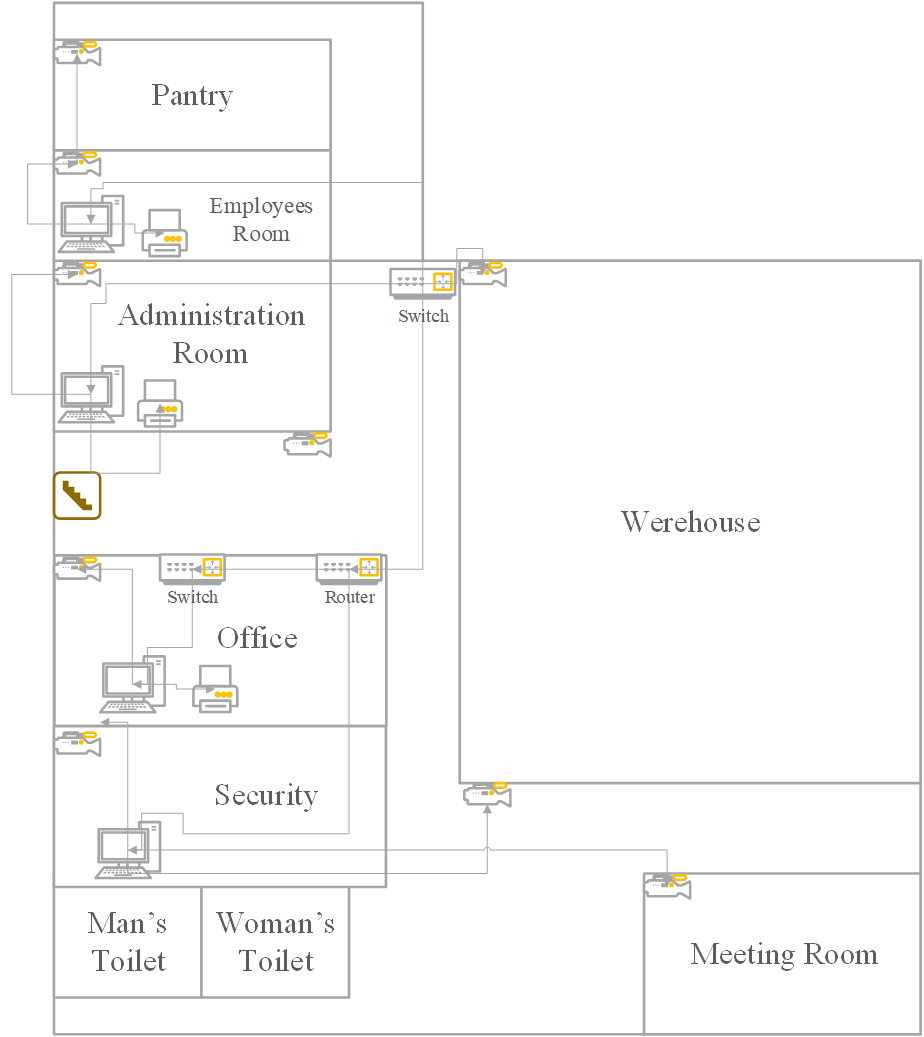 Pantry
Employees
Room
Administration
Room
Switch
Werehouse
Switch
Router
Office
Security
Man’s
Toilet
Woman’s
Toilet
Meeting Room